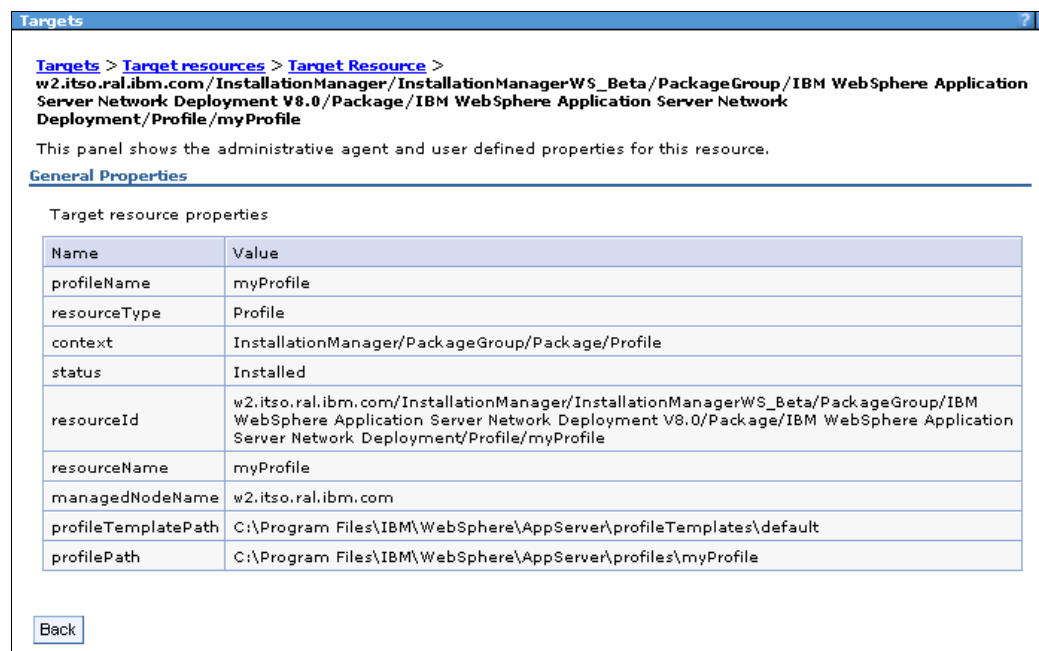 Targets
?
Targets > Target resources > Target Resource >
w2.itso.ral.ibm.com/InstallationManager/InstallationManagerWS_Beta/PackageGroup/IBM WebSphere Application
Server Network Deployment V8.0/Package/IBM WebSphere Application Server Network
Deployment/Profile/myProfile
This panel shows the administrative agent and user defined properties for this resource.
General Properties
Target resource properties
Name Value
profileName myProfile
resourceType Profile
context InstallationManager/PackageGroup/Package/Profile
status Installed
resourceId w2.itso.ral.ibm.com/InstallationManager/InstallationManagerWS_Beta/PackageGroup/IBM
WebSphere Application Server Network Deployment V8.0/Package/IBM WebSphere Application
Server Network Deployment/Profile/myProfile
resourceName myProfile
managedNodeName w2.itso.ral.ibm.com
profileTemplatePath C:\Program Files\IBM\WebSphere\AppServer\profileTemplates\default
profilePath C:\Program Files\IBM\WebSphere\AppServer\profiles\myProfile
Back